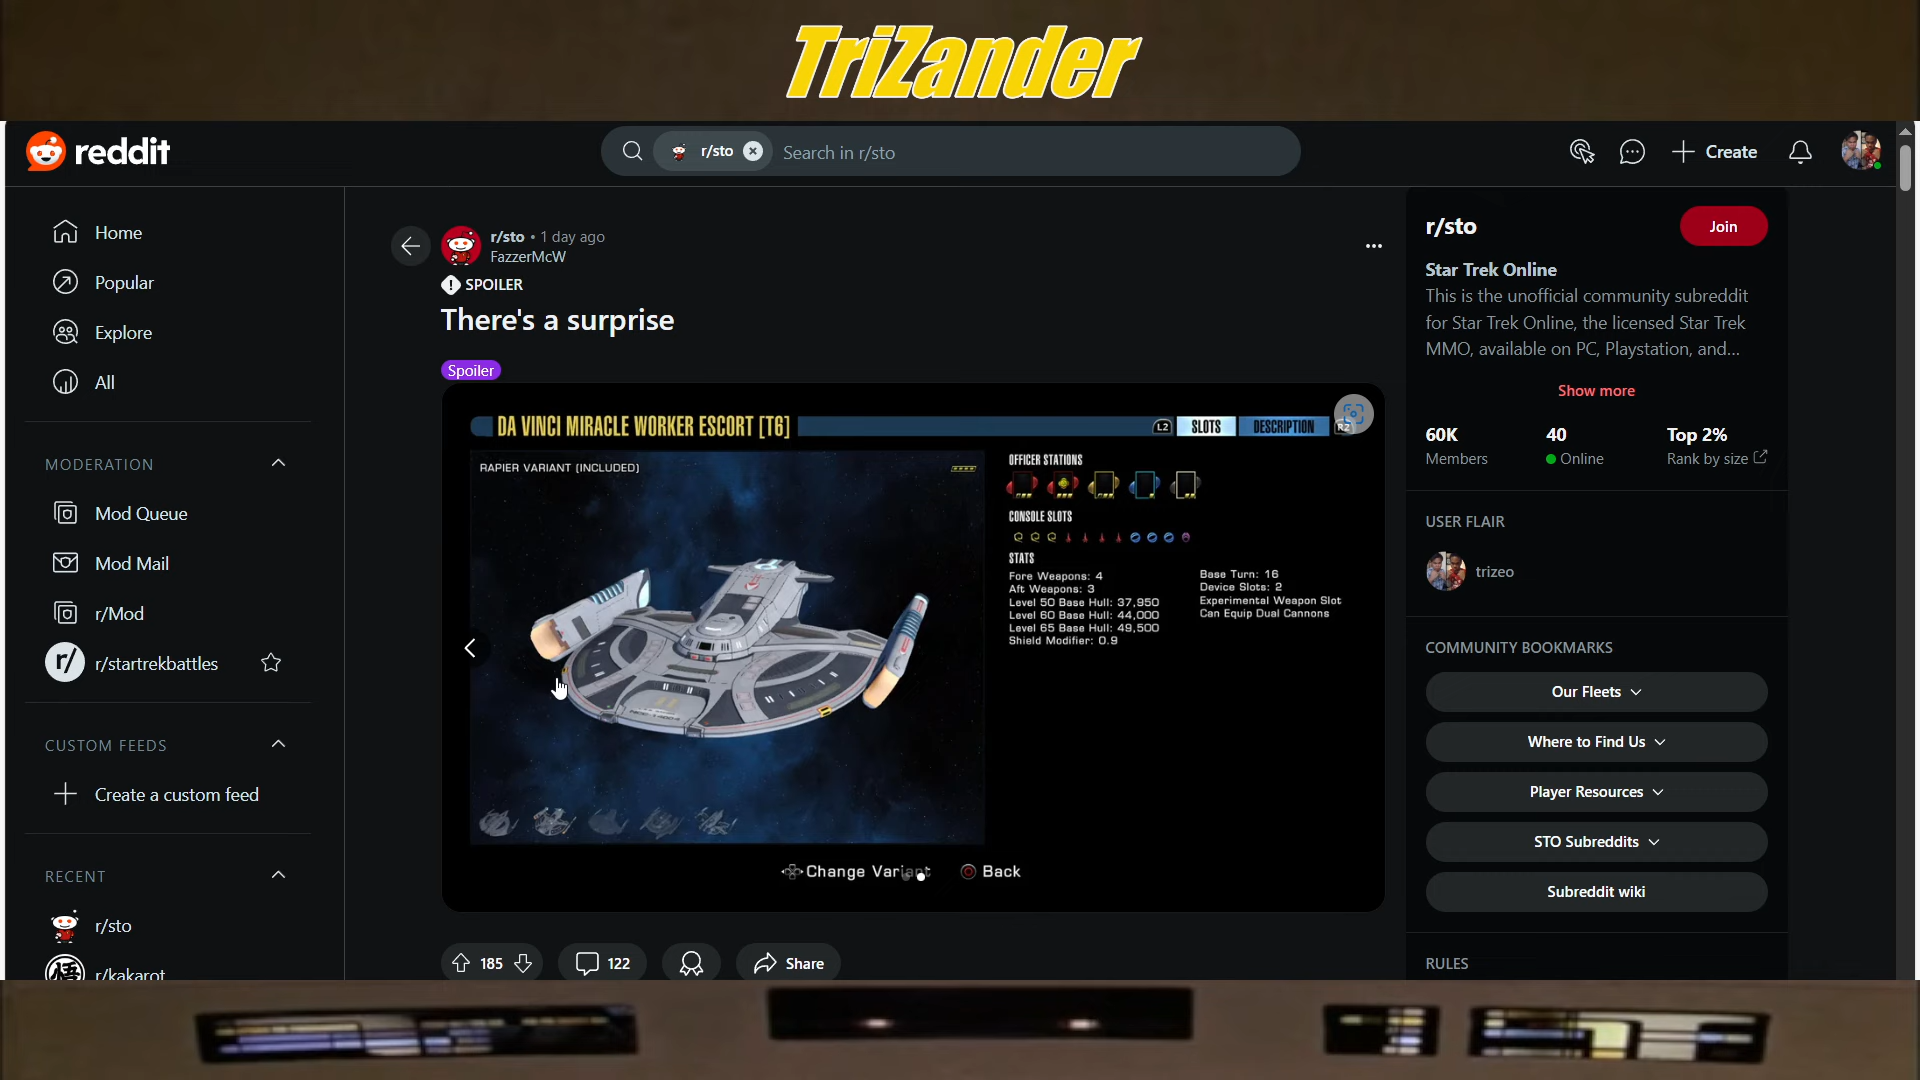 TriZander
reddit
r/sto
Search in r/sto
Create
Home
Popular
Explore
All
MODERATION
Mod Queue
Mod Mail
r/Mod
r/
r/startrekbattles
CUSTOM FEEDS
Create a custom feed
RECENT
r/sto
r/kakarot
r/sto • 1 day ago
FazzerMcW
SPOILER
There's a surprise
Spoiler
DA VINCI MIRACLE WORKER ESCORT [T6]
L2
SLOTS
DESCRIPTION
R2
RAPIER VARIANT (INCLUDED)
OFFICER STATIONS
CONSOLE SLOTS
STATS
Fore Weapons: 4
Aft Weapons: 3
Level 50 Base Hull: 37,950
Level 60 Base Hull: 44,000
Level 65 Base Hull: 49,500
Shield Modifier: 0.9
Base Turn: 16
Device Slots: 2
Experimental Weapon Slot
Can Equip Dual Cannons
Change Variant
Back
185
122
Share
r/sto
Join
Star Trek Online
This is the unofficial community subreddit
for Star Trek Online, the licensed Star Trek
MMO, available on PC, Playstation, and...
Show more
60K
Members
40
Online
Top 2%
Rank by size
USER FLAIR
trizeo
COMMUNITY BOOKMARKS
Our Fleets
Where to Find Us
Player Resources
STO Subreddits
Subreddit wiki
RULES